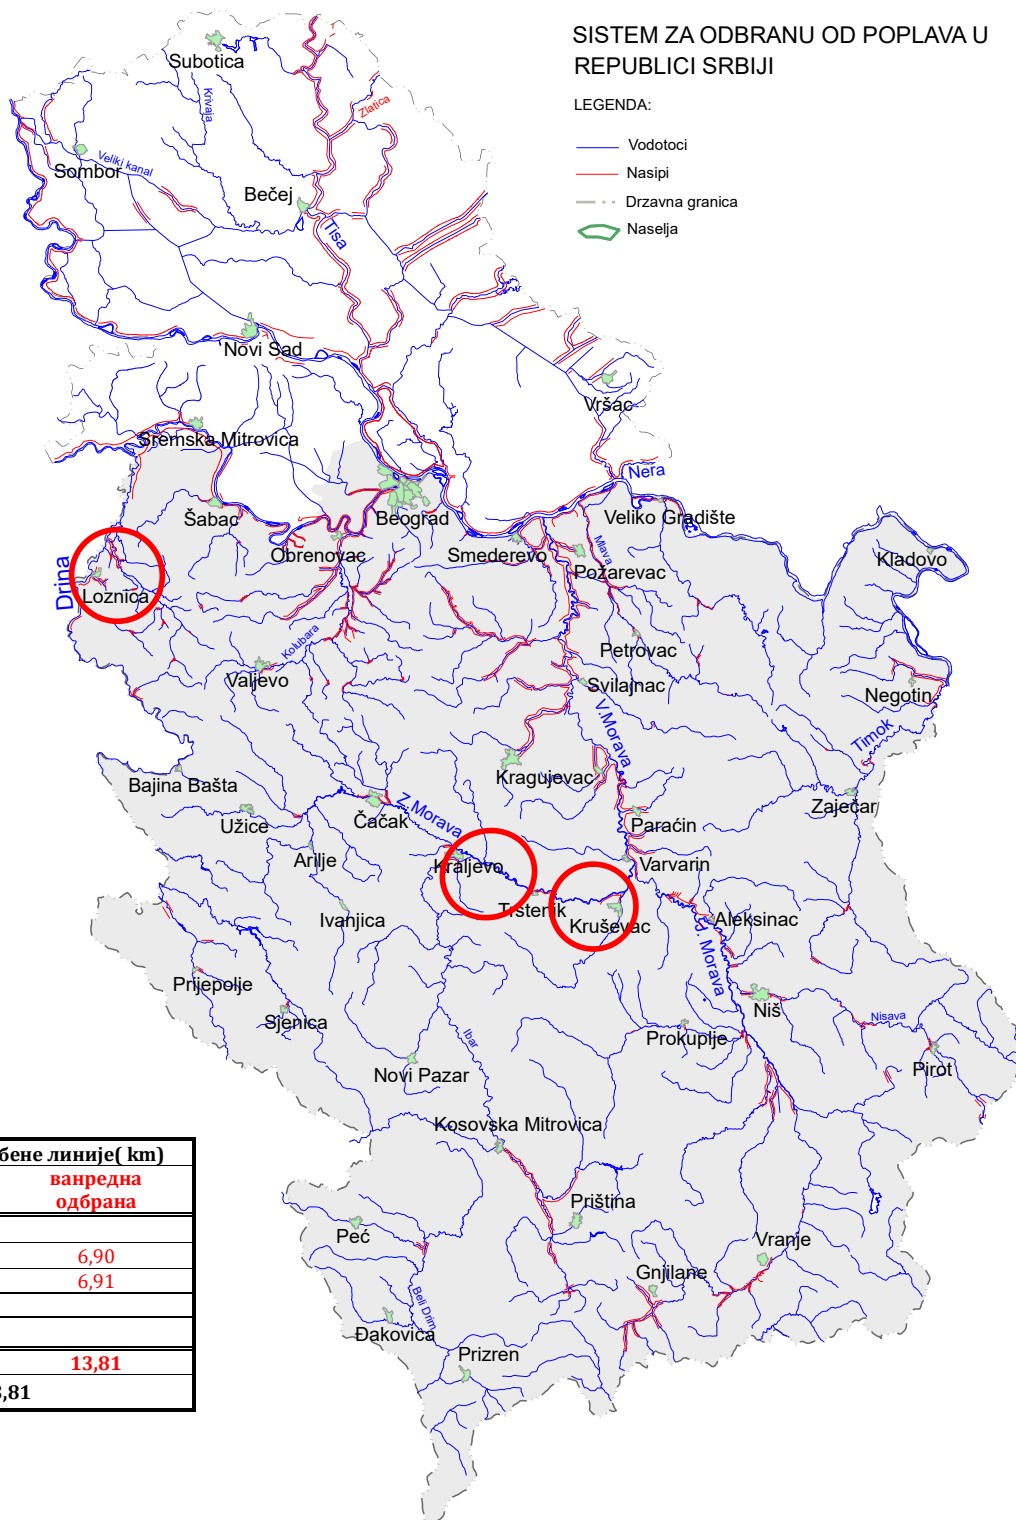 SISTEM ZA ODBRANU OD POPLAVA U
REPUBLICI SRBIJI
LEGENDA:
Vodotoci
Nasipi
Drzavna granica
Naselja
Subotica
Krivaja
Zlatica
Sombor
Veliki kanal
Bečej
Tisa
Novi Sad
Vršac
Sremska Mitrovica
Nera
Šabac
Beograd
Veliko Gradište
Obrenovac
Smederevo
Mlava
Požarevac
Kladovo
Drina
Loznica
Kolubara
Petrovac
Valjevo
Svilajnac
Negotin
V.Morava
Timok
Bajina Bašta
Kragujevac
Zaječar
Užice
Čačak
Z.Morava
Paraćin
Arilje
Kraljevo
Varvarin
Ivanjica
Trstenik
Kruševac
Aleksinac
J. Morava
Prijepolje
Sjenica
Niš
Nisava
Ibar
Prokuplje
Novi Pazar
Pirot
Kosovska Mitrovica
бене линије( km)
ванредна
одбрана
Priština
Peć
Vranje
6,90
Gnjilane
6,91
Beli Drim
Đakovica
Prizren
13,81
,81